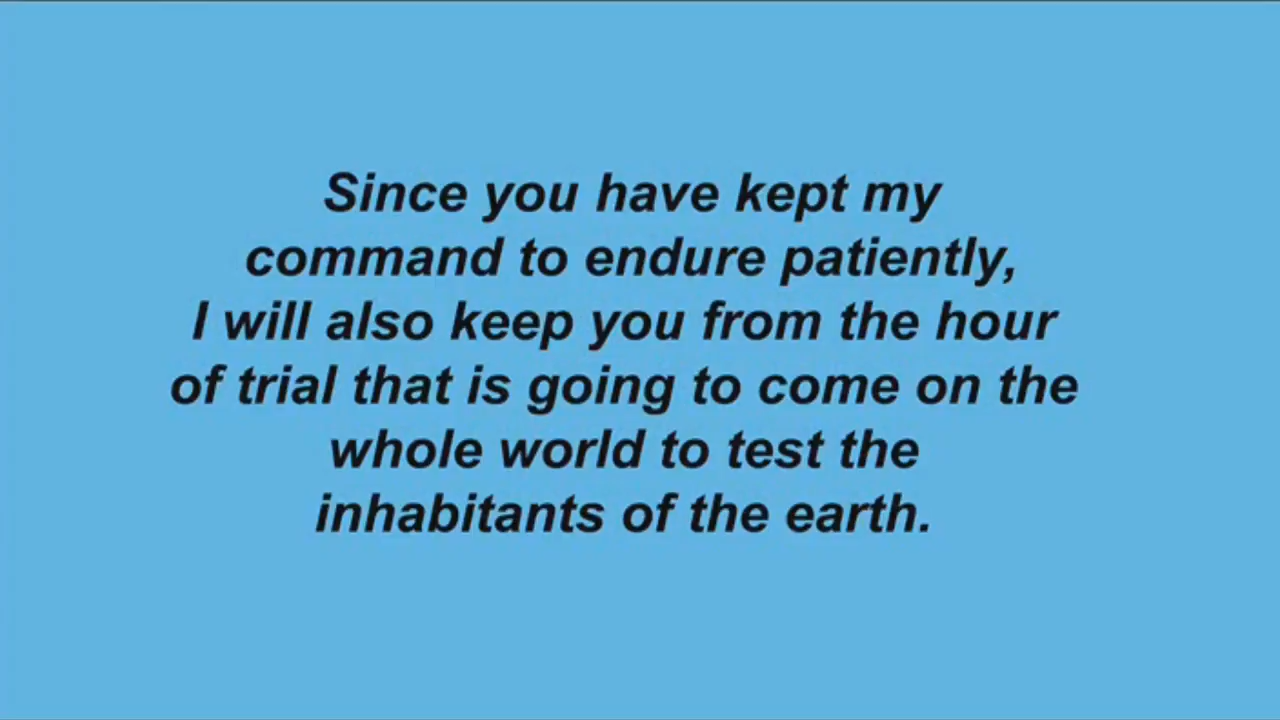 Since you have kept my
command to endure patiently,
I will also keep you from the hour
of trial that is going to come on the
whole world to test the
inhabitants of the earth.